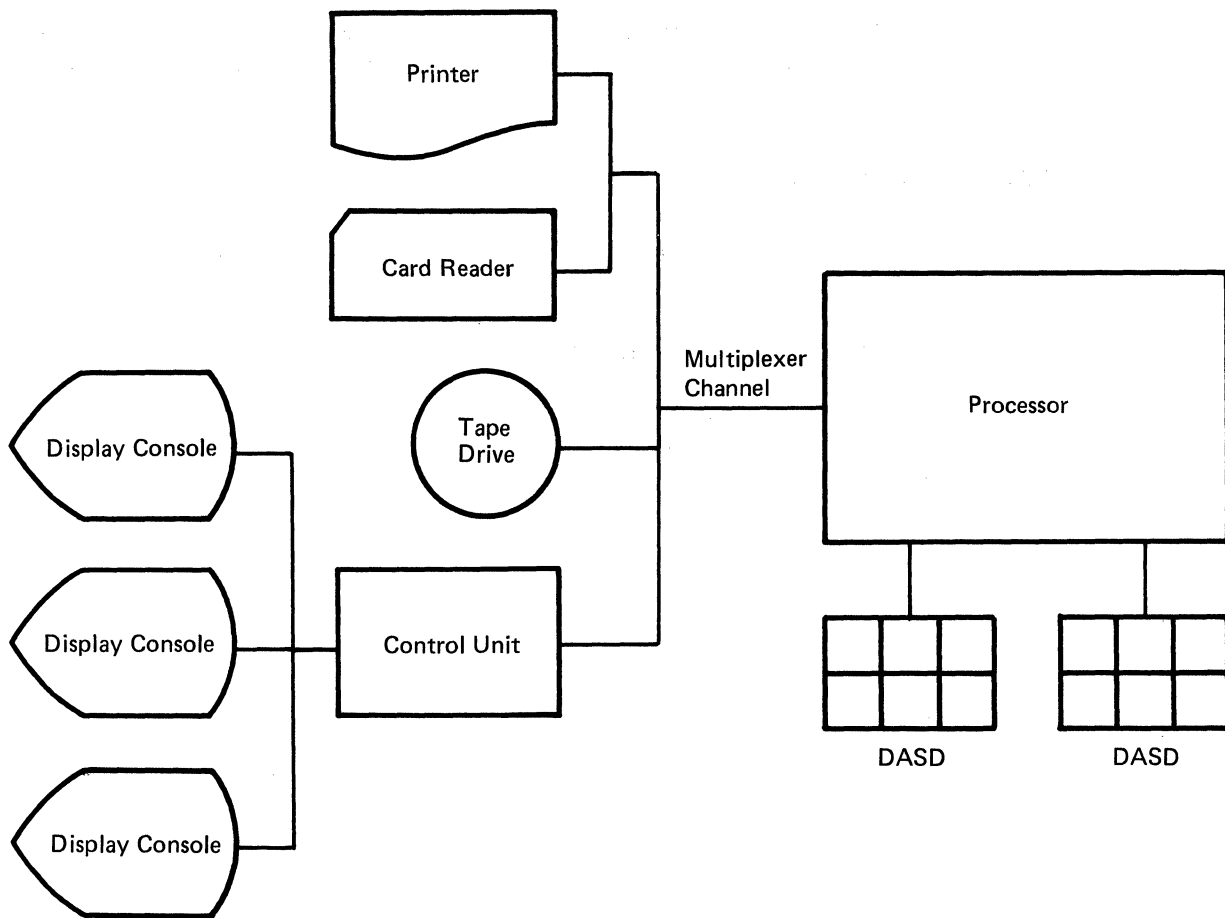 Printer
Card Reader
Multiplexer
Channel
Processor
Tape
Drive
Display Console
Display Console
Control Unit
DASD
DASD
Display Console